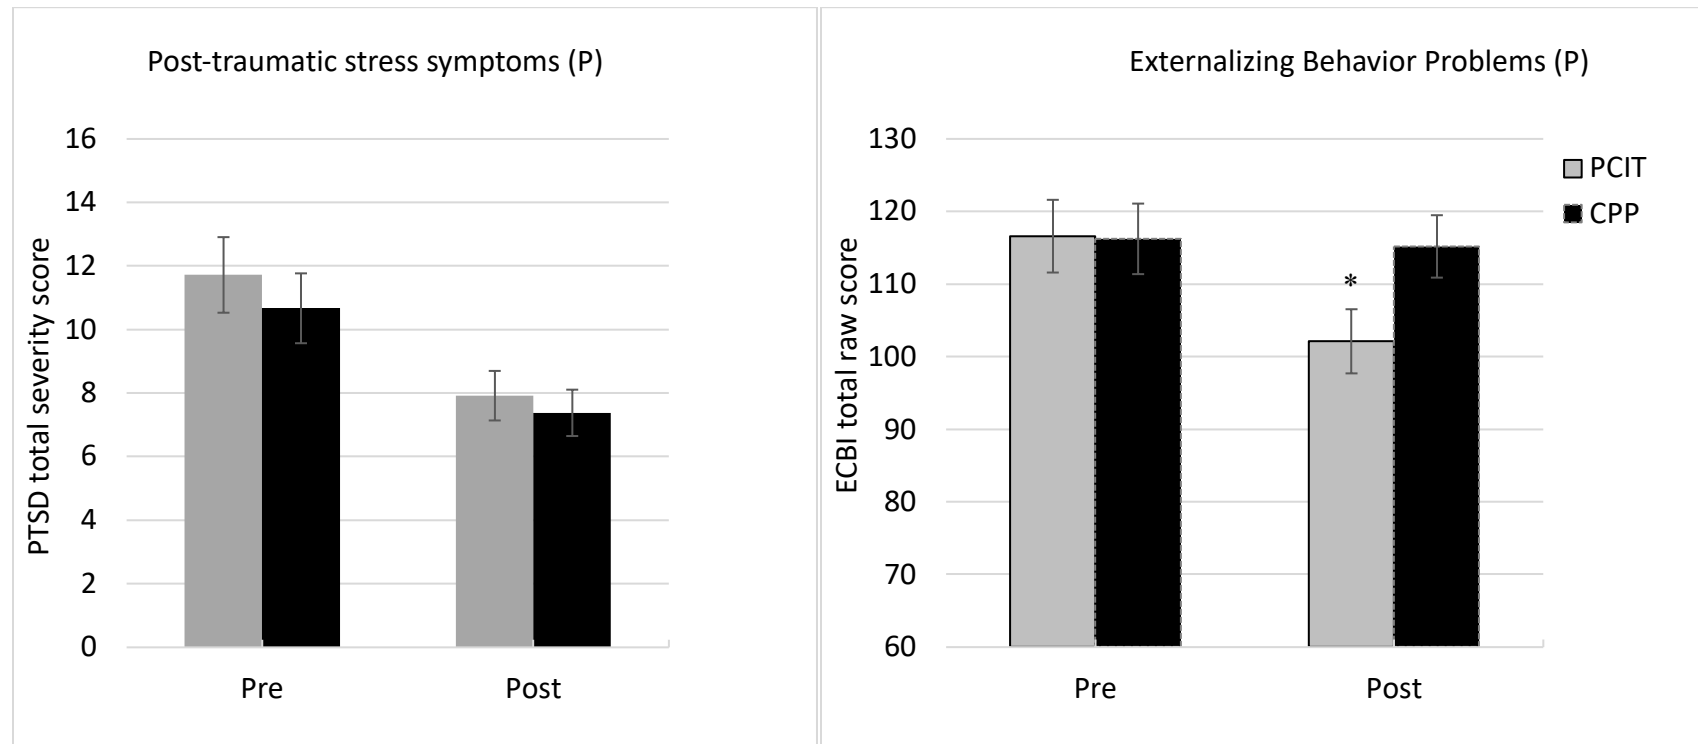 Post-traumatic stress symptoms (P)
PTSD total severity score
16
14
12
10
8
6
4
2
0
Pre
Post
Externalizing Behavior Problems (P)
ECBI total raw score
130
120
110
100
90
80
70
60
*
Pre
Post
PCIT
CPP